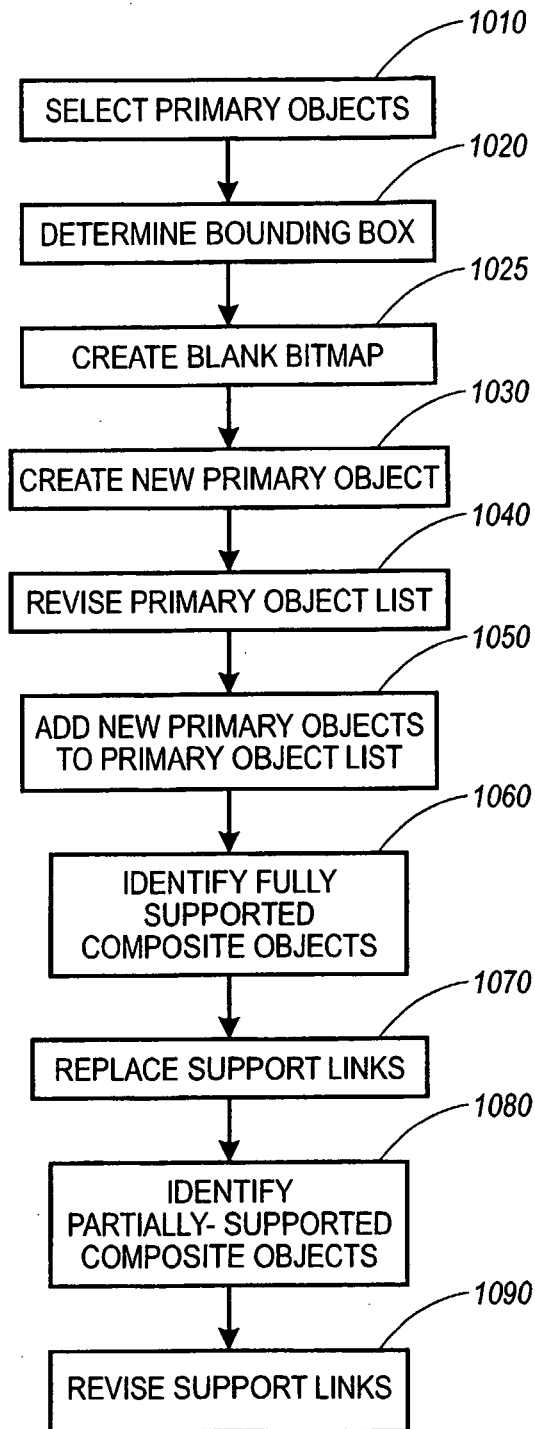 1010
SELECT PRIMARY OBJECTS
1020
DETERMINE BOUNDING BOX
1025
CREATE BLANK BITMAP
1030
CREATE NEW PRIMARY OBJECT
1040
REVISE PRIMARY OBJECT LIST
1050
ADD NEW PRIMARY OBJECTS
TO PRIMARY OBJECT LIST
1060
IDENTIFY FULLY
SUPPORTED
COMPOSITE OBJECTS
1070
REPLACE SUPPORT LINKS
1080
IDENTIFY
PARTIALLY- SUPPORTED
COMPOSITE OBJECTS
1090
REVISE SUPPORT LINKS